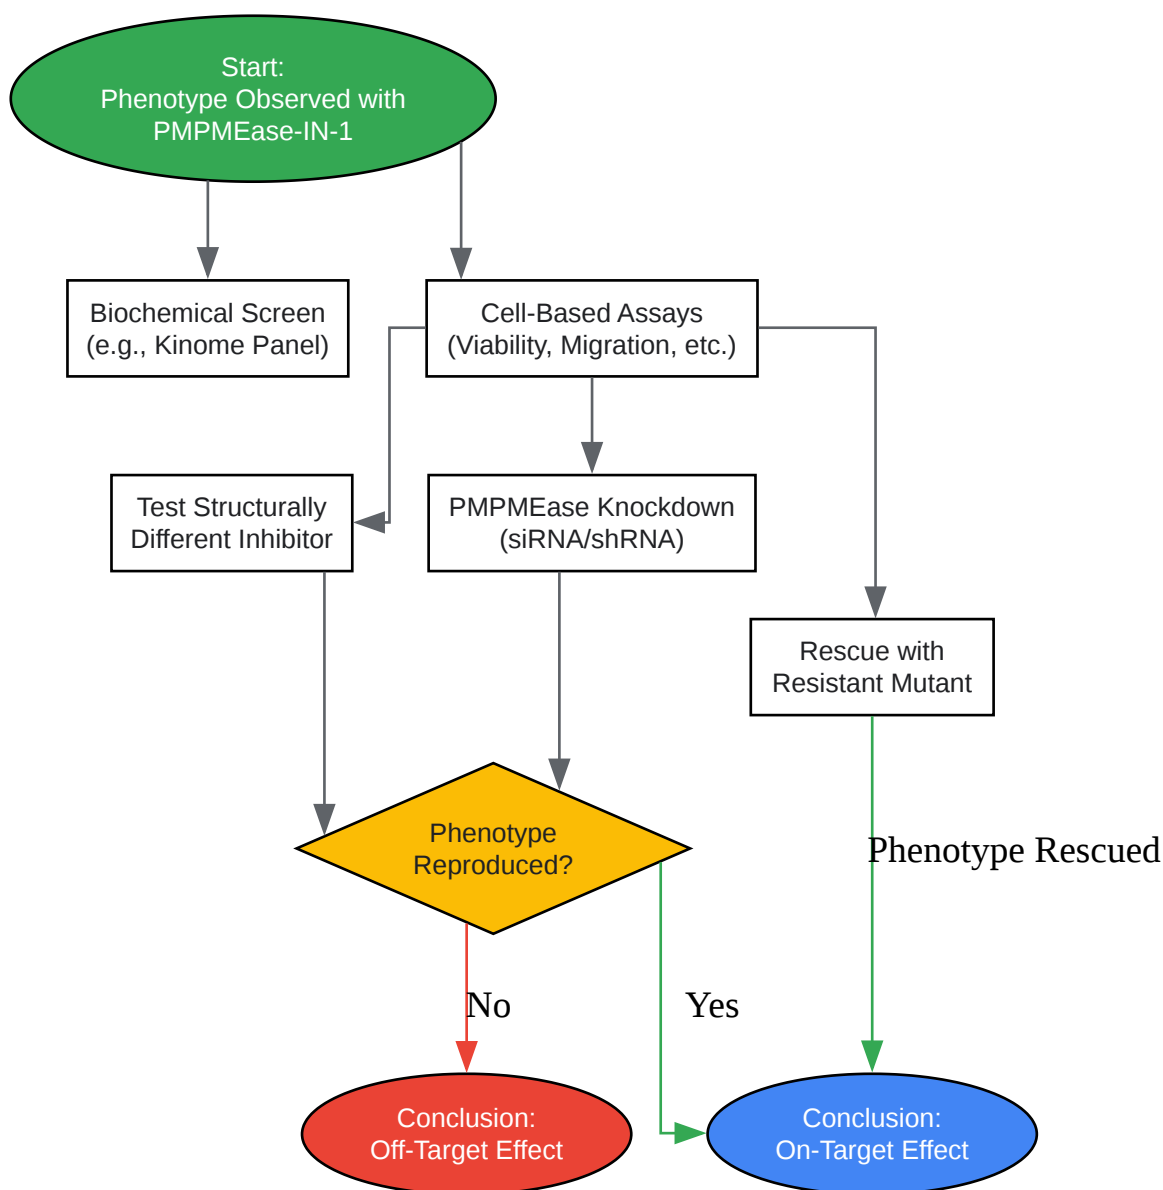 Start:
Phenotype Observed with
PMPMEase-IN-1
Biochemical Screen
(e.g., Kinome Panel)
Cell-Based Assays
(Viability, Migration, etc.)
Test Structurally
Different Inhibitor
PMPMEase Knockdown
(siRNA/shRNA)
Rescue with
Resistant Mutant
Phenotype
Reproduced?
Phenotype Rescued
No
Yes
Conclusion:
Off-Target Effect
Conclusion:
On-Target Effect